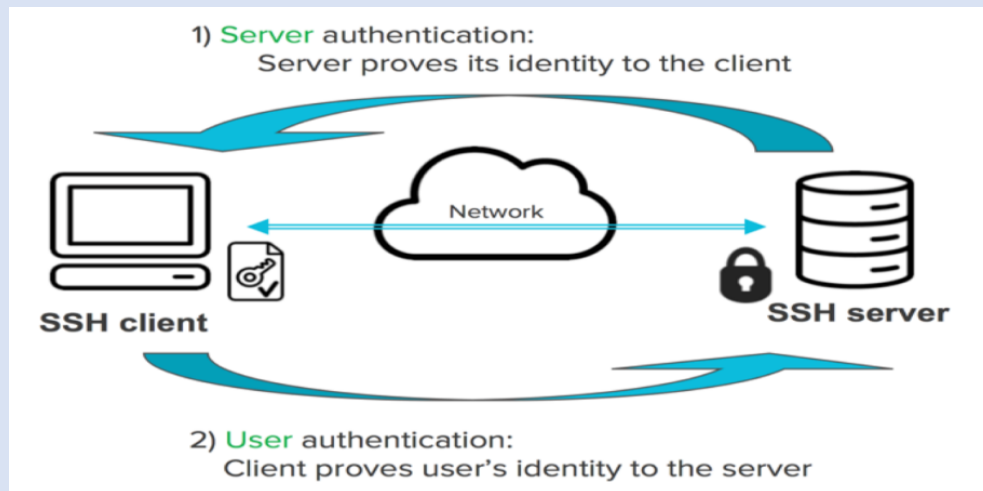 1) Server authentication:
Server proves its identity to the client
Network
SSH client
SSH server
2) User authentication:
Client proves user's identity to the server